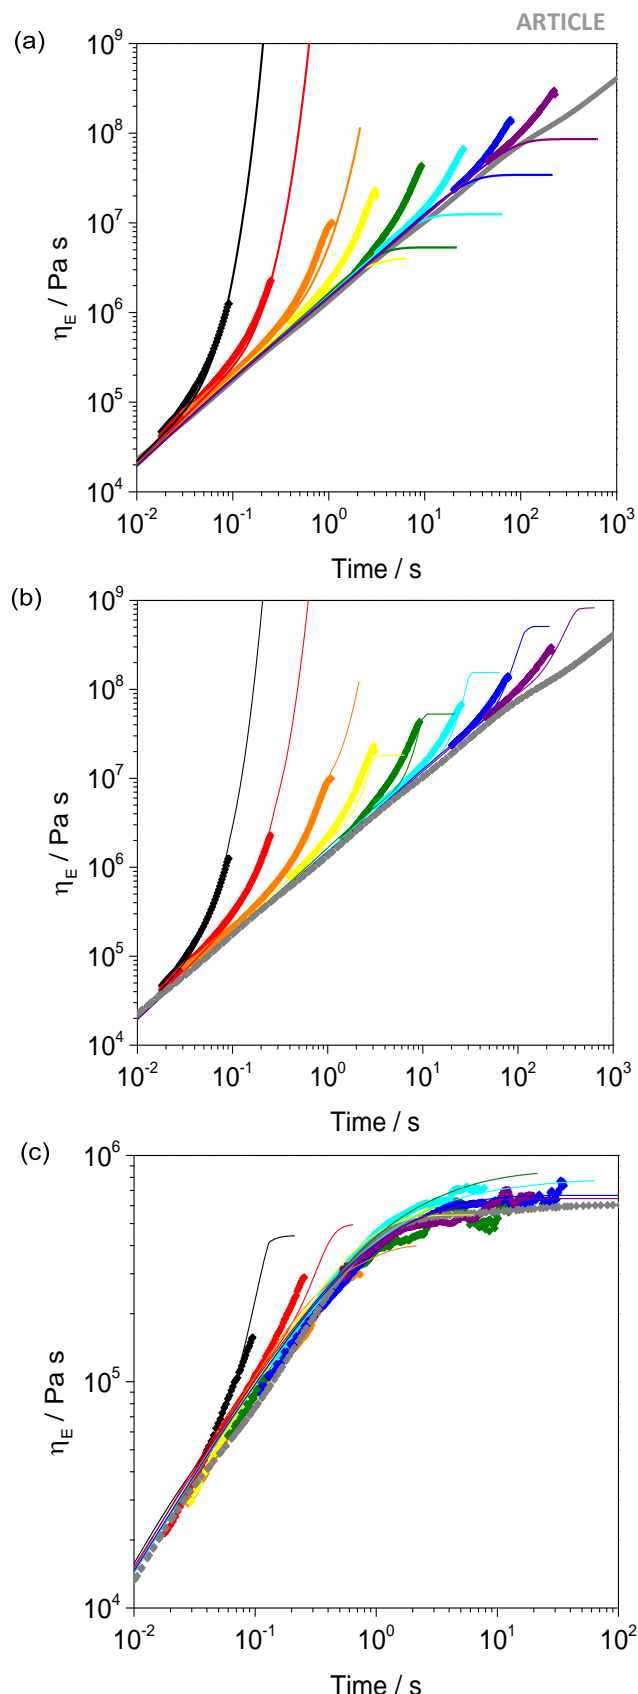 ARTICLE
(a)
10⁹
10⁸
10⁷
10⁶
10⁵
10⁴
η_E / Pa s
10⁻² 10⁻¹ 10⁰ 10¹ 10² 10³
Time / s
(b)
10⁹
10⁸
10⁷
10⁶
10⁵
10⁴
η_E / Pa s
10⁻² 10⁻¹ 10⁰ 10¹ 10² 10³
Time / s
(c)
10⁶
10⁵
10⁴
η_E / Pa s
10⁻² 10⁻¹ 10⁰ 10¹ 10²
Time / s